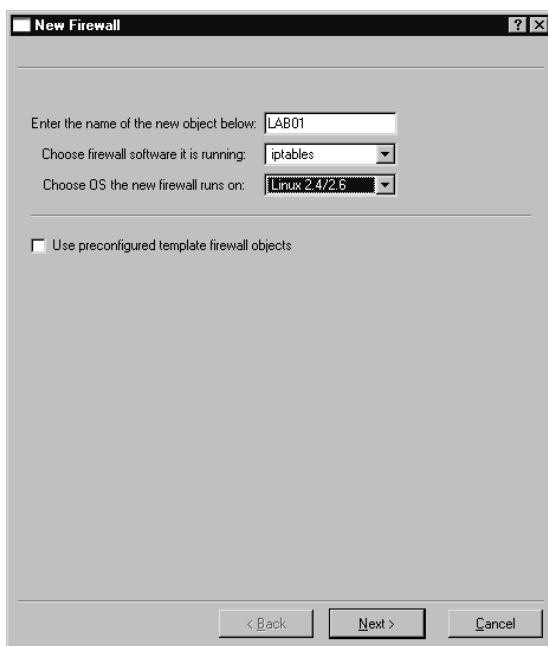 New Firewall
Enter the name of the new object below: LAB01
Choose firewall software it is running: iptables
Choose OS the new firewall runs on: Linux 2.4/2.6
Use preconfigured template firewall objects
< Back Next > Cancel